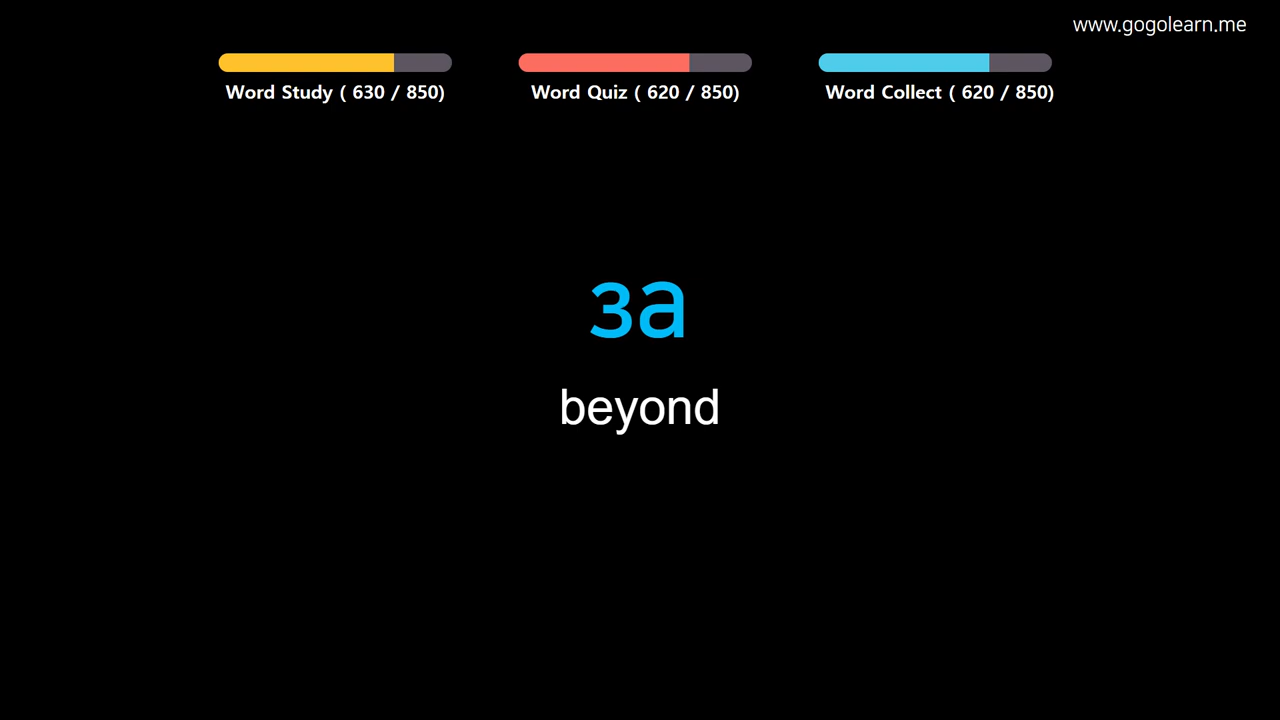 www.gogolearn.me
Word Study ( 630 / 850)
Word Quiz ( 620 / 850)
Word Collect ( 620 / 850)
за
beyond